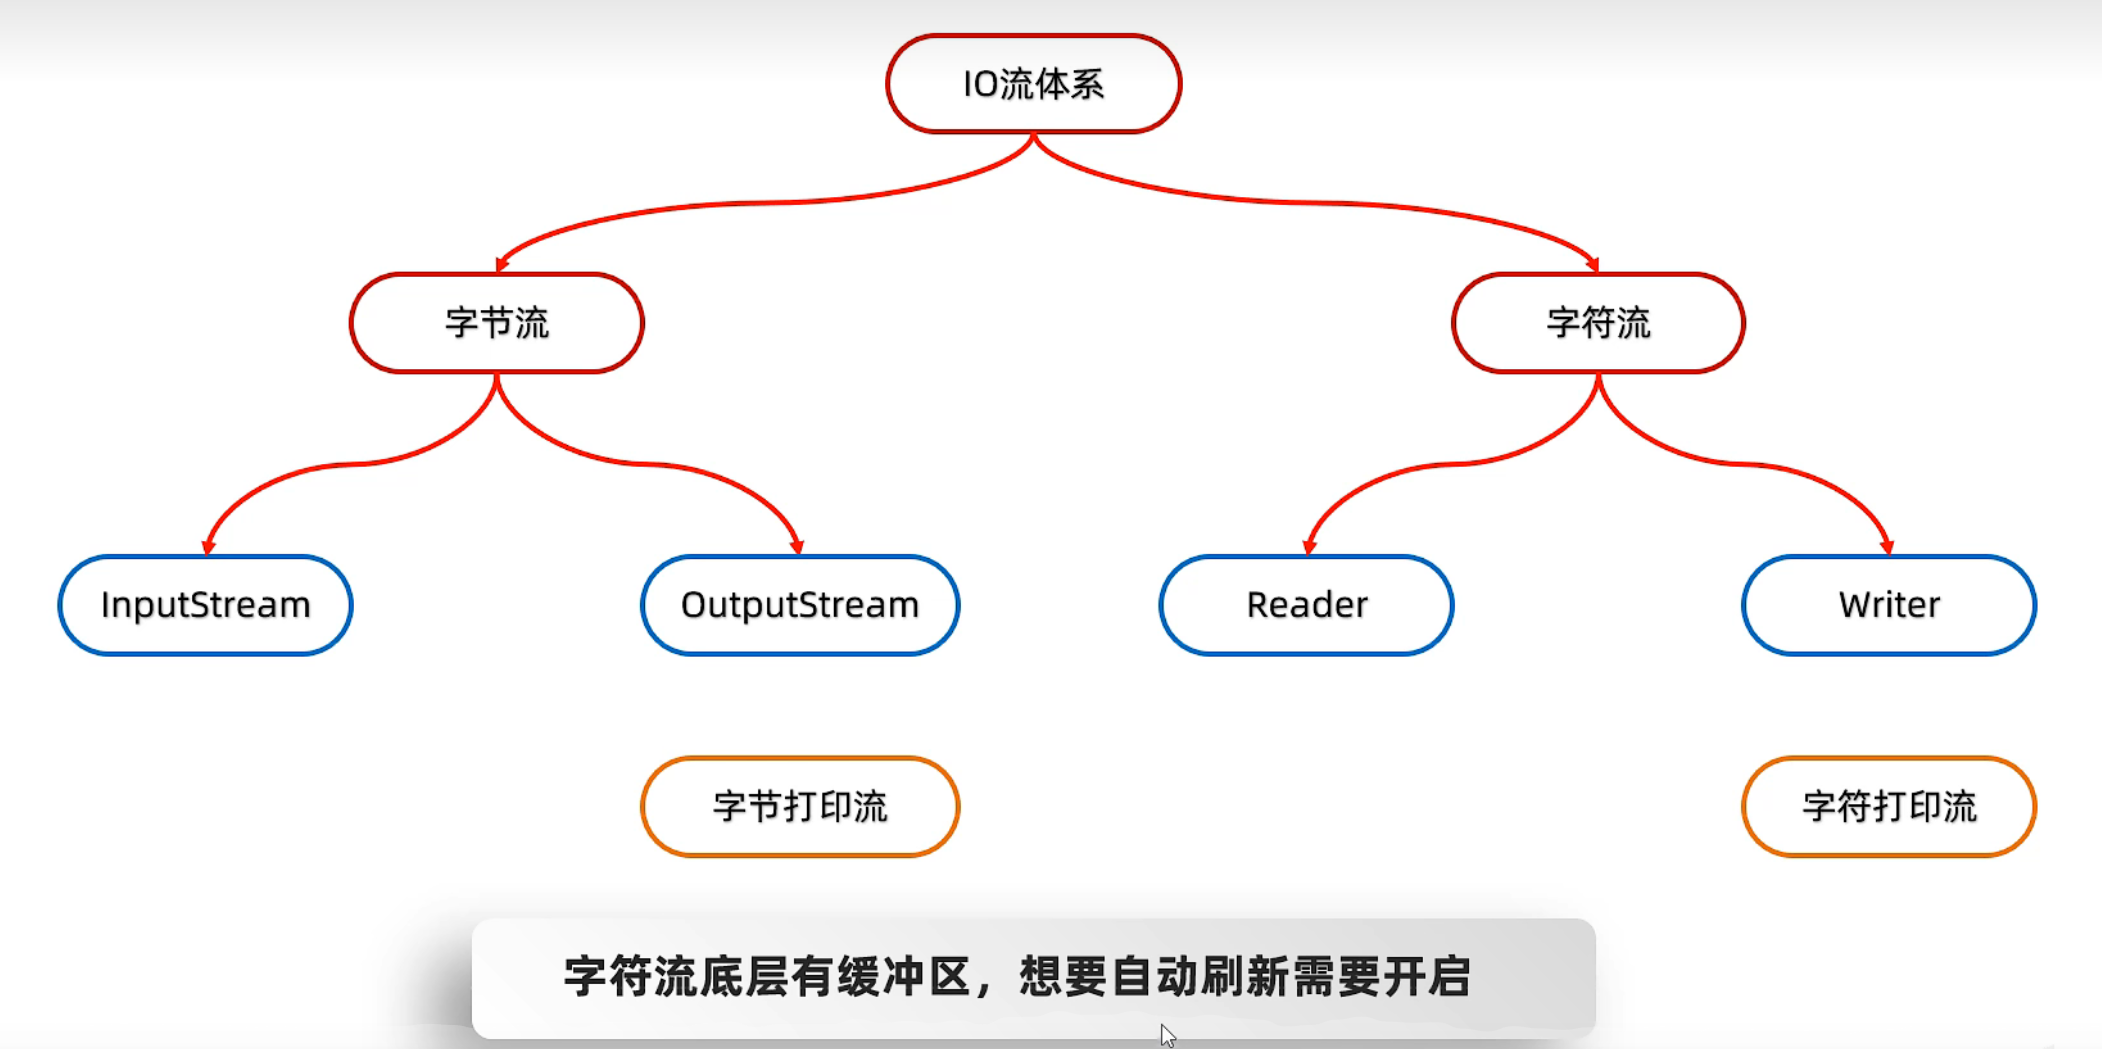 IO流体系
字节流
字符流
InputStream
OutputStream
Reader
Writer
字节打印流
字符打印流
字符流底层有缓冲区，想要自动刷新需要开启